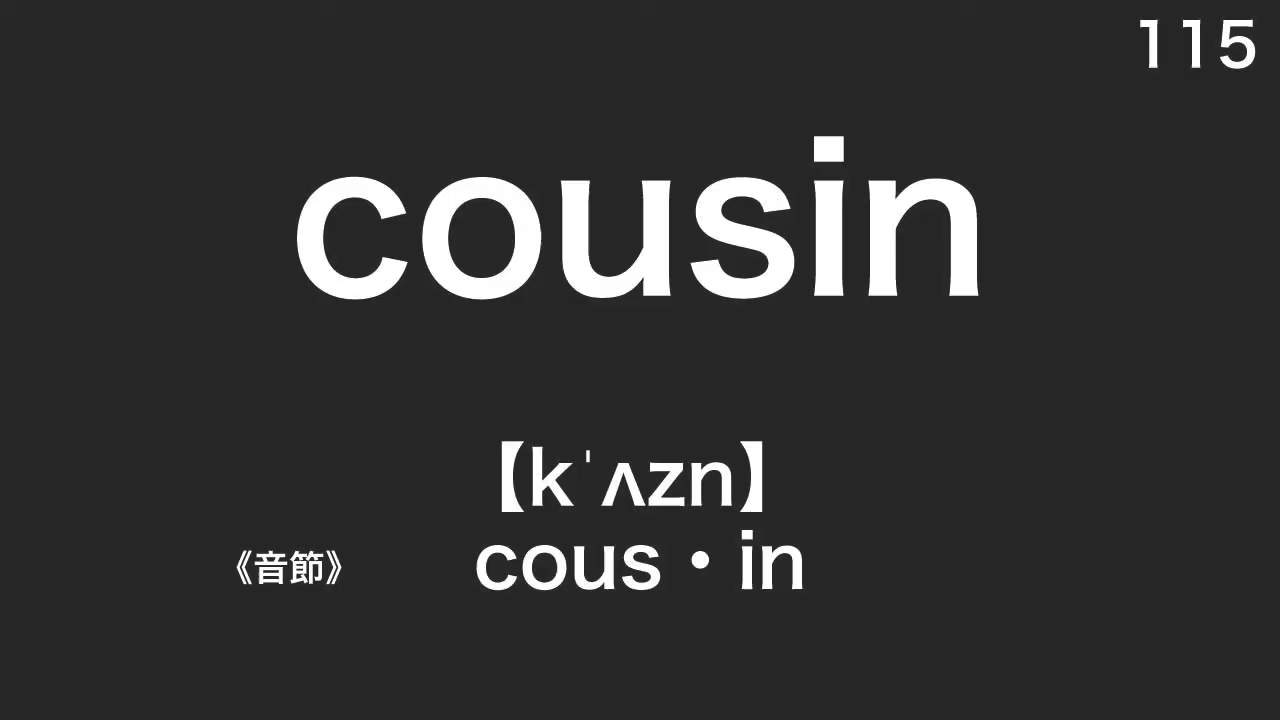 115
cousin
【kˈʌzn】
《音節》 cous・in